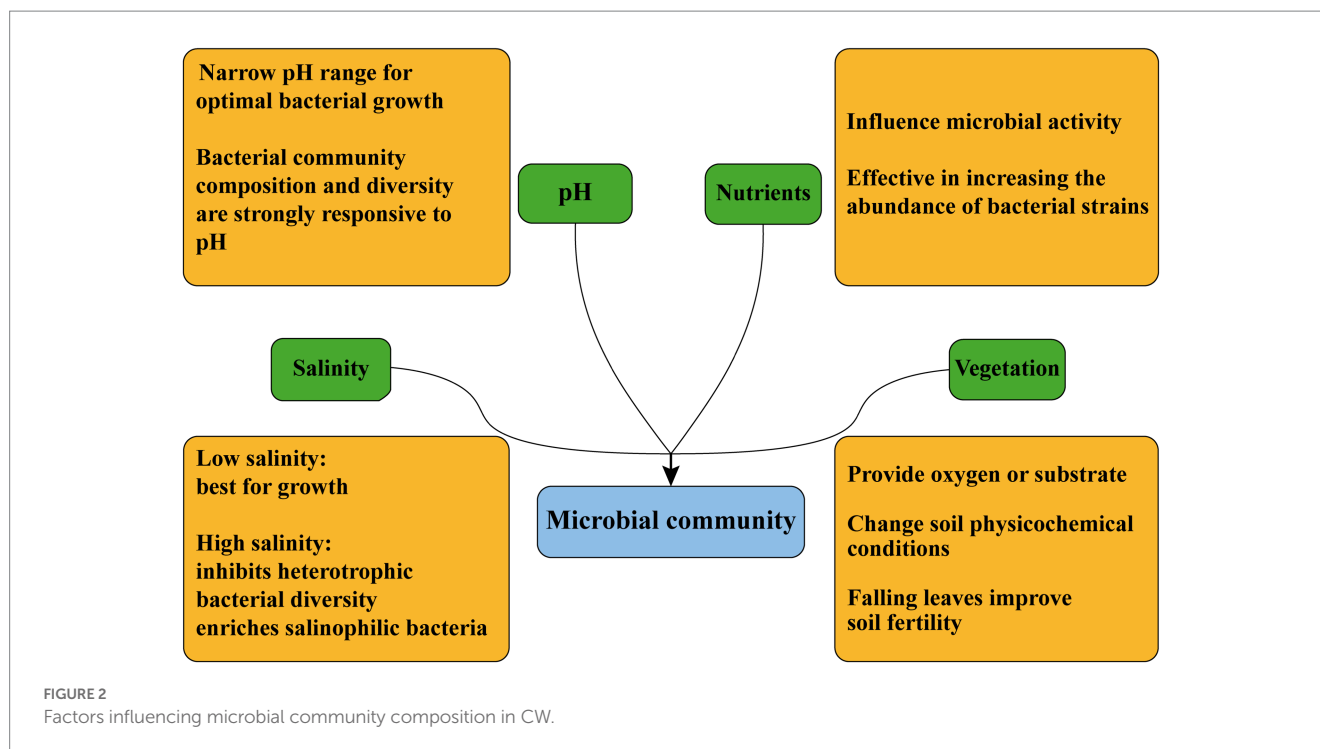 Narrow pH range for
optimal bacterial growth
Bacterial community
composition and diversity
are strongly responsive to
pH
pH
Nutrients
Influence microbial activity
Effective in increasing the
abundance of bacterial strains
Salinity
Vegetation
Low salinity:
best for growth
High salinity:
inhibits heterotrophic
bacterial diversity
enriches salinophilic bacteria
Microbial community
Provide oxygen or substrate
Change soil physicochemical
conditions
Falling leaves improve
soil fertility
FIGURE 2
Factors influencing microbial community composition in CW.